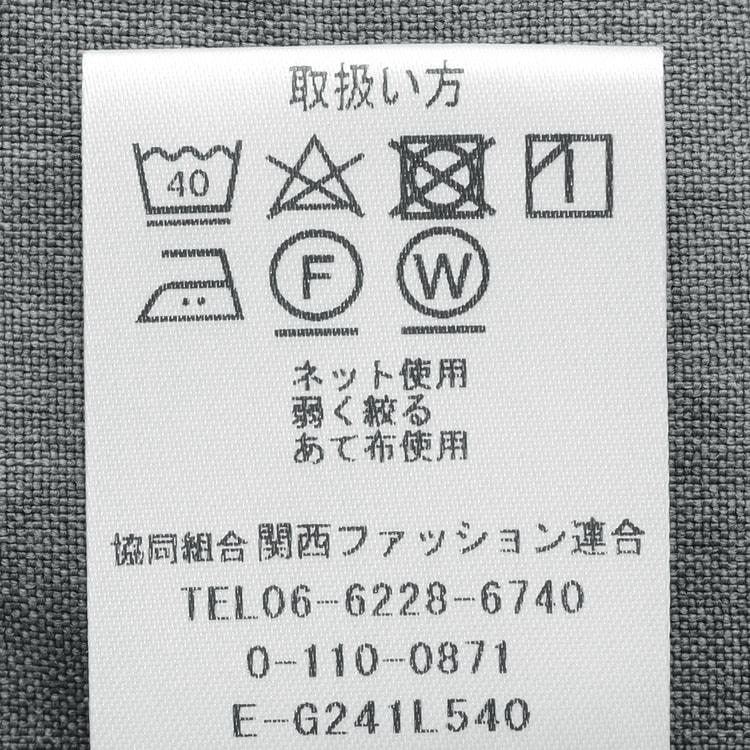 取扱い方
40
F W
ネット使用
弱く絞る
あて布使用
協同組合関西ファッション連合
TEL06-6228-6740
0-110-0871
E-G241L540